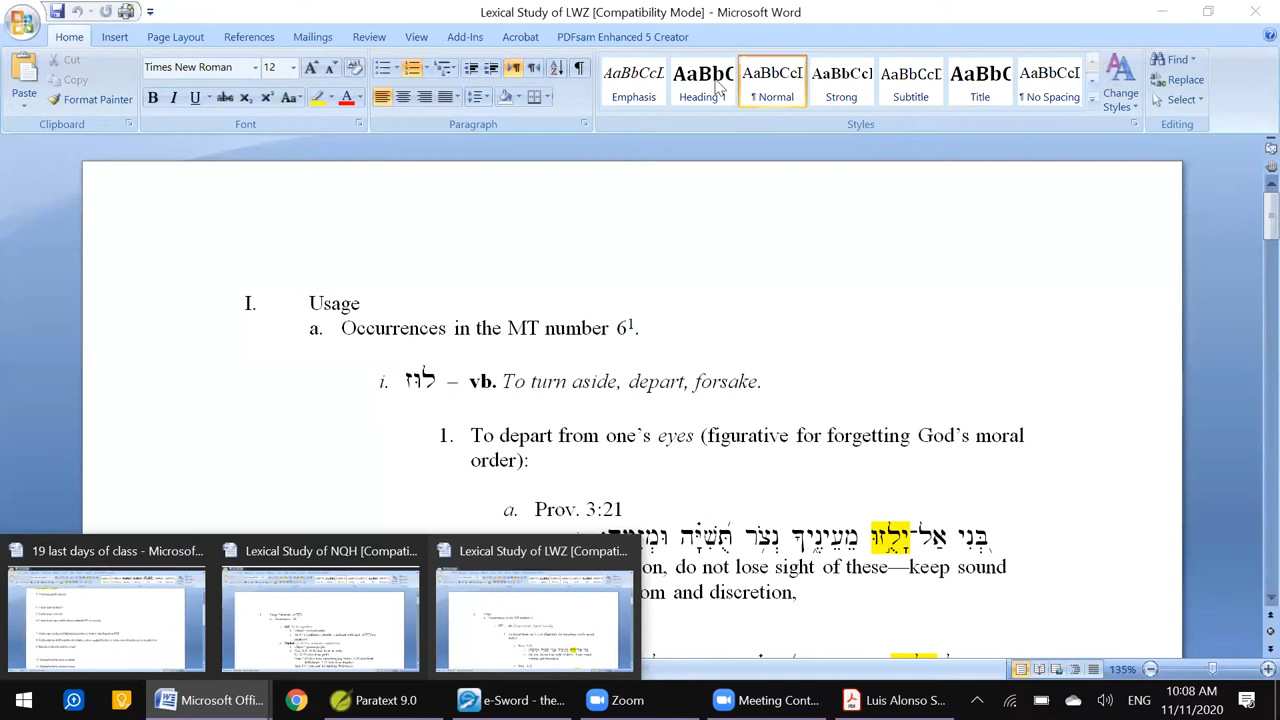 Lexical Study of LWZ [Compatibility Mode] - Microsoft Word
Home Insert Page Layout References Mailings Review View Add-Ins Acrobat PDFsam Enhanced 5 Creator
Paste
Cut
Copy
Format Painter
Clipboard
Times New Roman 12
Font
Paragraph
AaBbCcL AaBbC AaBbCcI AaBbCcI AaBbCcD AaBbC AaBbCcI
Emphasis Heading ¶ Normal Strong Subtitle Title ¶ No Spacing
Change Styles
Styles
Find
Replace
Select
Editing
I. Usage
a. Occurrences in the MT number 6¹.
i. לוּז – vb. To turn aside, depart, forsake.
1. To depart from one's eyes (figurative for forgetting God's moral
order):
a. Prov. 3:21
בְּנִי אַל־יָלֻזוּ מֵעֵינֶיךָ נְצֹר תֻּשִׁיָּה
on, do not lose sight of these—keep sound
om and discretion,
19 last days of class - Microsof...
Lexical Study of NQH [Compati...
Lexical Study of LWZ [Compati...
135%
Microsoft Offi...
Paratext 9.0
e-Sword - the...
Zoom
Meeting Cont...
Luis Alonso S...
ENG
10:08 AM
11/11/2020